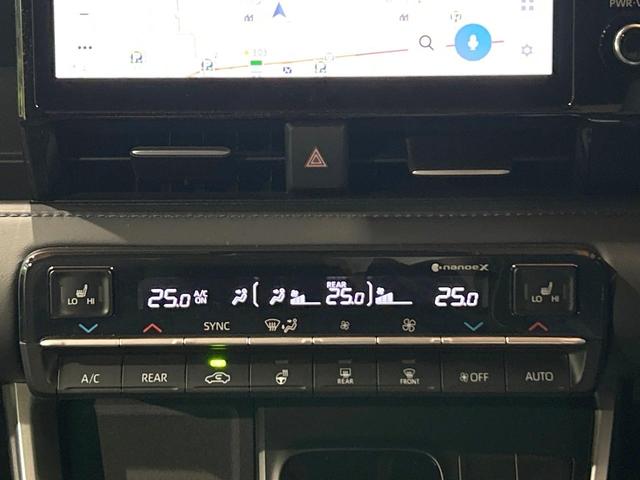 PWR·V
103
nanoeX
LO HI
25.0 A/C ON
REAR 25.0
25.0
LO HI
SYNC
A/C
REAR
REAR
FRONT
OFF
AUTO